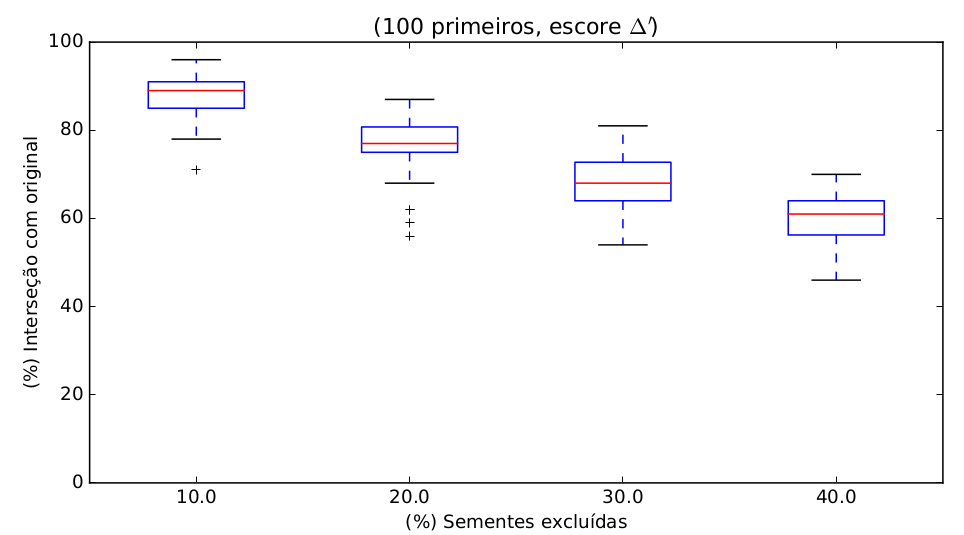 (100 primeiros, escore Δ′)
100
80
60
40
20
0
(%) Interseção com original
10.0 20.0 30.0 40.0
(%) Sementes excluídas